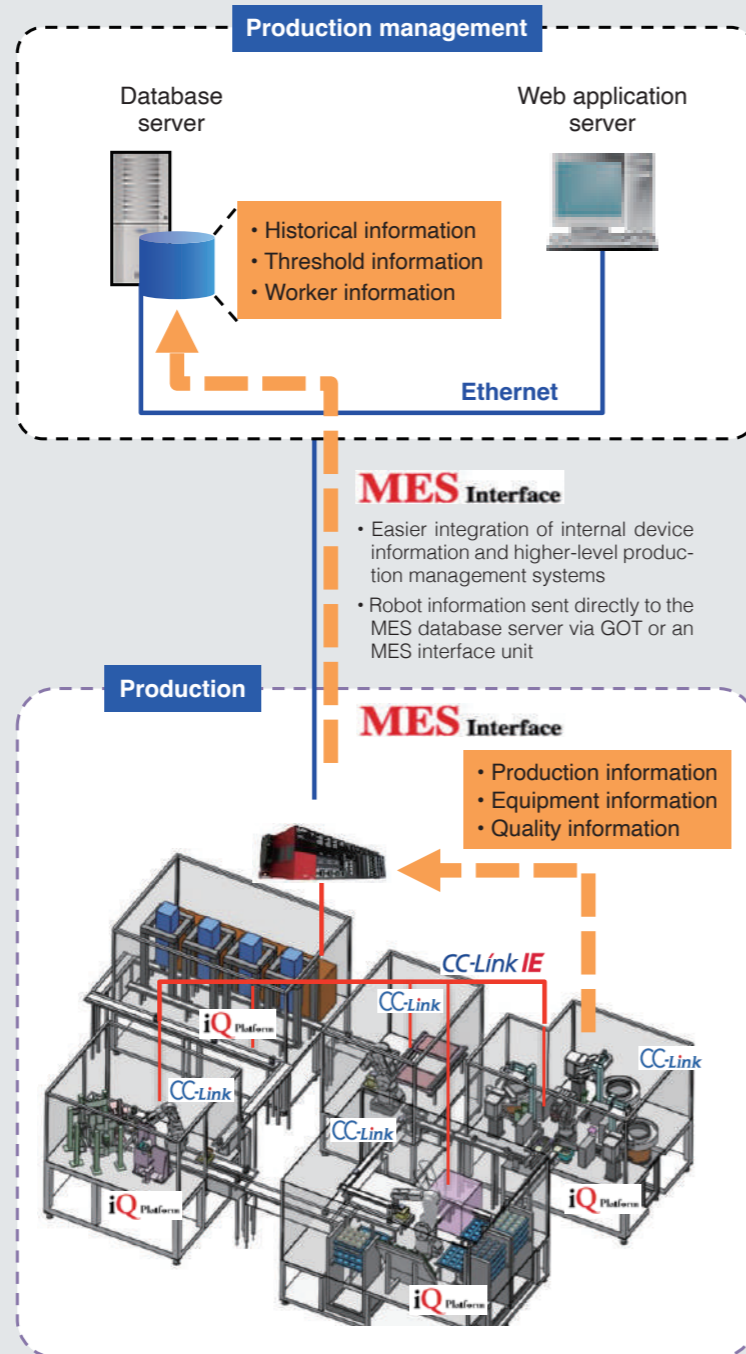 Production management
Database
server
Web application
server
• Historical information
• Threshold information
• Worker information
Ethernet
MES Interface
• Easier integration of internal device
information and higher-level produc-
tion management systems
• Robot information sent directly to the
MES database server via GOT or an
MES interface unit
Production
MES Interface
• Production information
• Equipment information
• Quality information
CC-Link IE
CC-Link
iQ Platform
CC-Link
CC-Link
CC-Link
iQ Platform
iQ Platform
iQ Platform